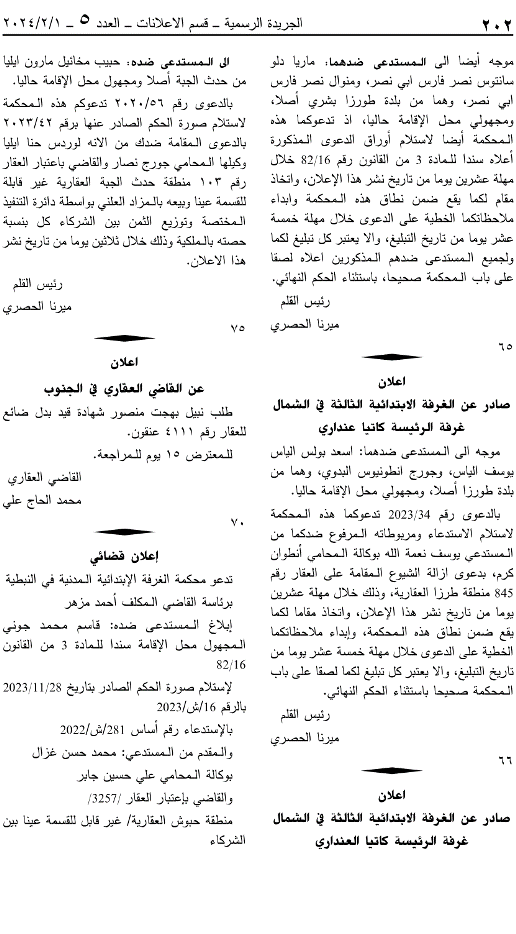 ٢٠٢
الجريدة الرسمية – قسم الاعلانات – العدد ٥ – ٢٠٢٤/٢/١
موجه أيضا الى المستدعى ضدهما: ماريا دلو
سانتوس نصر فارس ابي نصر، ومنوال نصر فارس
ابي نصر، وهما من بلدة طورزا بشري أصلا،
ومجهولي محل الإقامة حاليا، اذ تدعوكما هذه
المحكمة أيضا لاستلام أوراق الدعوى المذكورة
أعلاه سندا للمادة 3 من القانون رقم 82/16 خلال
مهلة عشرين يوما من تاريخ نشر هذا الإعلان، واتخاذ
مقام لكما يقع ضمن نطاق هذه المحكمة وابداء
ملاحظاتكما الخطية على الدعوى خلال مهلة خمسة
عشر يوما من تاريخ التبليغ، والا يعتبر كل تبليغ لكما
ولجميع المستدعى ضدهم المذكورين اعلاه لصقا
على باب المحكمة صحيحا، باستثناء الحكم النهائي.
رئيس القلم
ميرنا الحصري
٦٥
اعلان
صادر عن الغرفة الابتدائية الثالثة في الشمال
غرفة الرئيسة كاتيا عنداري
موجه الى المستدعى ضدهما: اسعد بولس الياس
يوسف الياس، وجورج انطونيوس البدوي، وهما من
بلدة طورزا أصلا، ومجهولي محل الإقامة حاليا.
بالدعوى رقم 2023/34 تدعوكما هذه المحكمة
لاستلام الاستدعاء ومربوطاته المرفوع ضدكما من
المستدعي يوسف نعمة الله بوكالة المحامي أنطوان
كرم، بدعوى ازالة الشيوع المقامة على العقار رقم
845 منطقة طرزا العقارية، وذلك خلال مهلة عشرين
يوما من تاريخ نشر هذا الإعلان، واتخاذ مقاما لكما
يقع ضمن نطاق هذه المحكمة، وإبداء ملاحظاتكما
الخطية على الدعوى خلال مهلة خمسة عشر يوما من
تاريخ التبليغ، والا يعتبر كل تبليغ لكما لصقا على باب
المحكمة صحيحا باستثناء الحكم النهائي.
رئيس القلم
ميرنا الحصري
٦٦
اعلان
صادر عن الغرفة الابتدائية الثالثة في الشمال
غرفة الرئيسة كاتيا العنداري
الى المستدعى ضده: حبيب مخائيل مارون ايليا
من حدث الجبة أصلا ومجهول محل الإقامة حاليا.
بالدعوى رقم ٢٠٢٠/٥٦ تدعوكم هذه المحكمة
لاستلام صورة الحكم الصادر عنها برقم ٢٠٢٣/٤٢
بالدعوى المقامة ضدك من الانه لوردس حنا ايليا
وكيلها المحامي جورج نصار والقاضي باعتبار العقار
رقم ١٠٣ منطقة حدث الجبة العقارية غير قابلة
للقسمة عينا وبيعه بالمزاد العلني بواسطة دائرة التنفيذ
المختصة وتوزيع الثمن بين الشركاء كل بنسبة
حصته بالملكية وذلك خلال ثلاثين يوما من تاريخ نشر
هذا الاعلان.
رئيس القلم
ميرنا الحصري
٧٥
اعلان
عن القاضي العقاري في الجنوب
طلب نبيل بهجت منصور شهادة قيد بدل ضائع
للعقار رقم ٤١١١ عنقون.
للمعترض ١٥ يوم للمراجعة.
القاضي العقاري
محمد الحاج علي
٧٠
إعلان قضائي
تدعو محكمة الغرفة الإبتدائية المدنية في النبطية
برئاسة القاضي المكلف أحمد مزهر
إبلاغ المستدعى ضده: قاسم محمد جوني
المجهول محل الإقامة سندا للمادة 3 من القانون
82/16
لإستلام صورة الحكم الصادر بتاريخ 2023/11/28
بالرقم 16/ش/2023
بالإستدعاء رقم أساس 281/ش/2022
والمقدم من المستدعي: محمد حسن غزال
بوكالة المحامي علي حسين جابر
والقاضي بإعتبار العقار /3257/
منطقة حبوش العقارية/ غير قابل للقسمة عينا بين
الشركاء